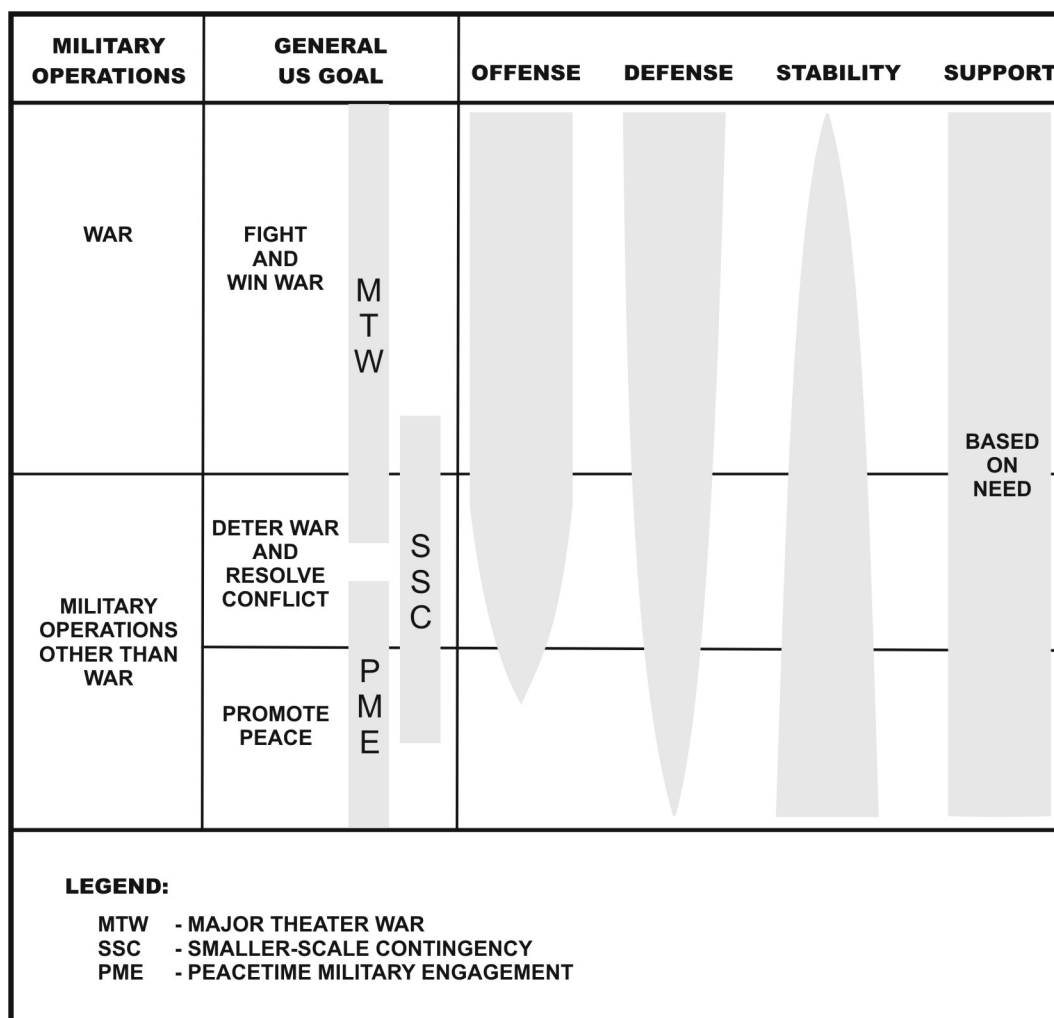 MILITARY
OPERATIONS
GENERAL
US GOAL
OFFENSE
DEFENSE
STABILITY
SUPPORT
WAR
FIGHT
AND
WIN WAR
M
T
W
BASED
ON
NEED
MILITARY
OPERATIONS
OTHER THAN
WAR
DETER WAR
AND
RESOLVE
CONFLICT
S
S
C
PROMOTE
PEACE
P
M
E
LEGEND:
MTW - MAJOR THEATER WAR
SSC - SMALLER-SCALE CONTINGENCY
PME - PEACETIME MILITARY ENGAGEMENT